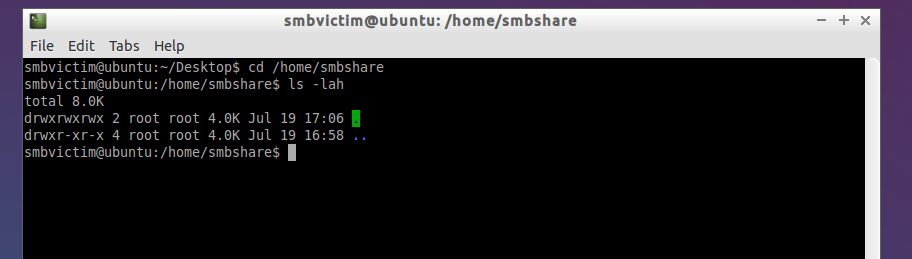 smbvictim@ubuntu: /home/smbshare
File Edit Tabs Help
smbvictim@ubuntu:~/Desktop$ cd /home/smbshare
smbvictim@ubuntu:/home/smbshare$ ls -lah
total 8.0K
drwxrwxrwx 2 root root 4.0K Jul 19 17:06 .
drwxr-xr-x 4 root root 4.0K Jul 19 16:58 ..
smbvictim@ubuntu:/home/smbshare$